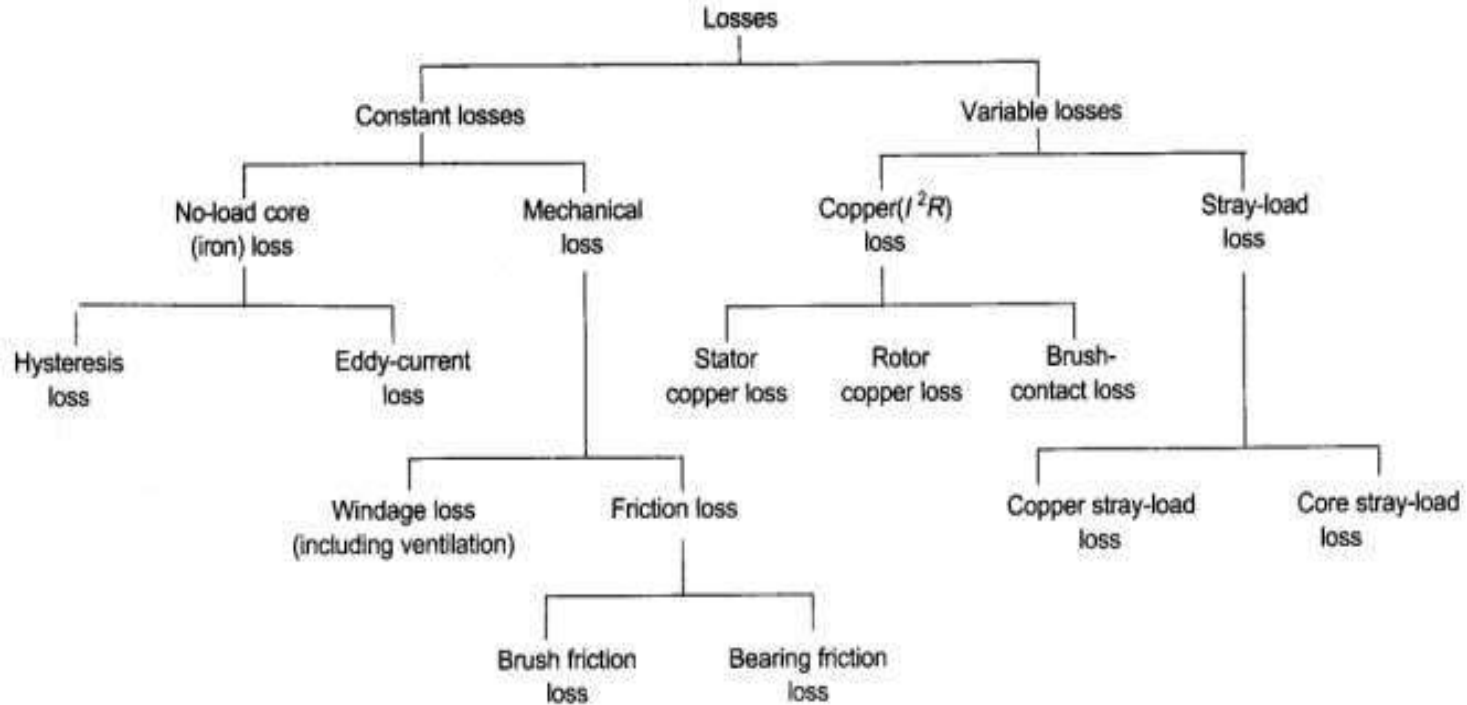 Losses
Constant losses
Variable losses
No-load core
(iron) loss
Mechanical
loss
Copper(I ²R)
loss
Stray-load
loss
Hysteresis
loss
Eddy-current
loss
Stator
copper loss
Rotor
copper loss
Brush-
contact loss
Windage loss
(including ventilation)
Friction loss
Copper stray-load
loss
Core stray-load
loss
Brush friction
loss
Bearing friction
loss